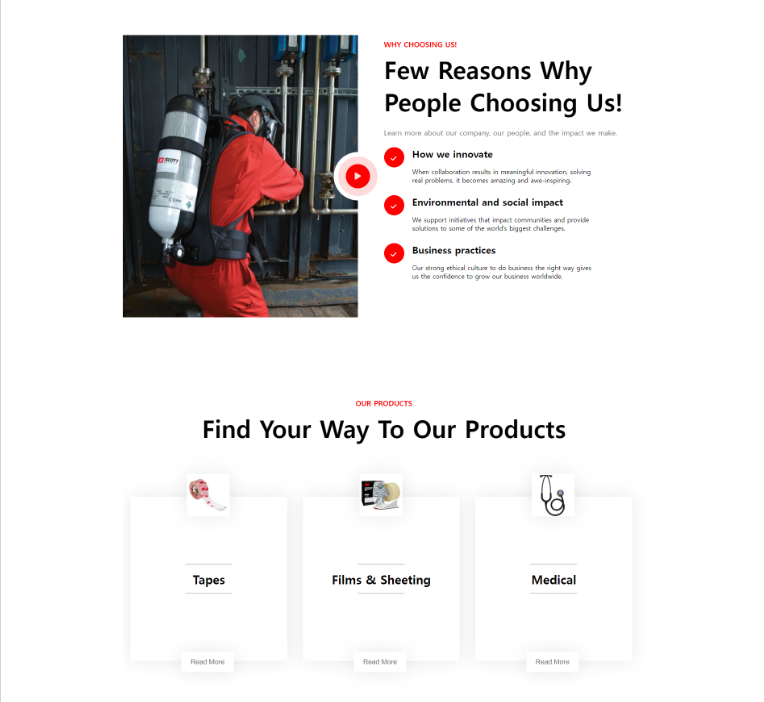 WHY CHOOSING US!
Few Reasons Why
People Choosing Us!
Learn more about our company, our people, and the impact we make.
How we innovate
When collaboration results in meaningful innovation, solving
real problems, it becomes amazing and awe-inspiring.
Environmental and social impact
We support initiatives that impact communities and provide
solutions to some of the world's biggest challenges.
Business practices
Our strong ethical culture to do business the right way gives
us the confidence to grow our business worldwide.
SCOTT
OUR PRODUCTS
Find Your Way To Our Products
Tapes
Films & Sheeting
Medical
Read More
Read More
Read More